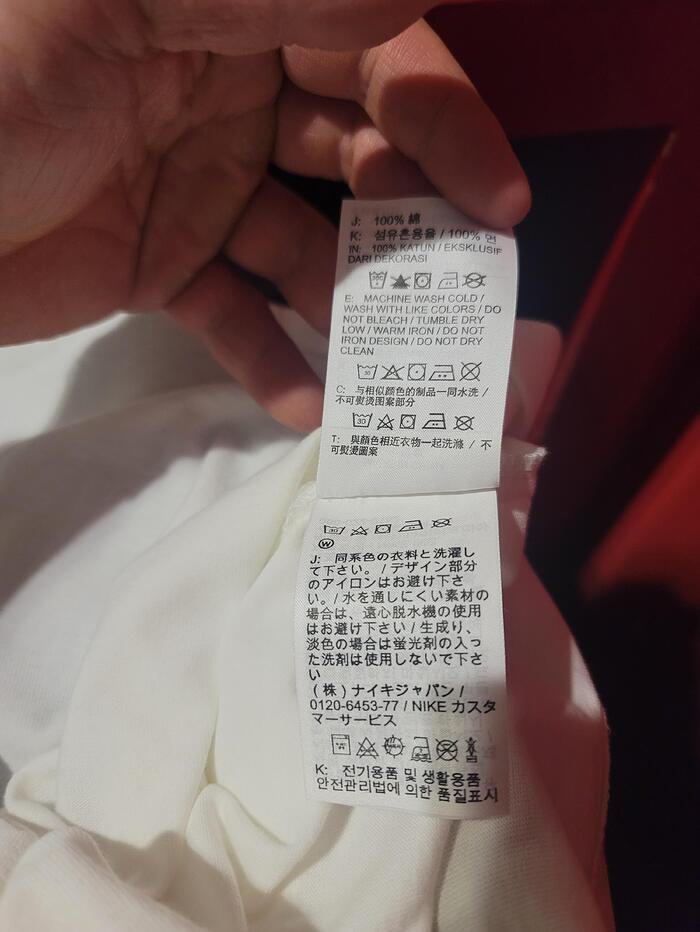 J: 100% 綿
K: 섬유혼용율 / 100% 면
IN: 100% KATUN / EKSKLUSIF
DARI DEKORASI
E: MACHINE WASH COLD /
WASH WITH LIKE COLORS / DO
NOT BLEACH / TUMBLE DRY
LOW / WARM IRON / DO NOT
IRON DESIGN / DO NOT DRY
CLEAN
30
C: 与相似颜色的制品一同水洗 /
不可熨烫图案部分
30
T: 與顏色相近衣物一起洗滌 / 不
可熨燙圖案
30
W
J: 同系色の衣料と洗濯し
て下さい。/ デザイン部分
のアイロンはお避け下さ
い。/ 水を通しにくい素材の
場合は、遠心脱水機の使用
はお避け下さい / 生成り、
淡色の場合は蛍光剤の入っ
た洗剤は使用しないで下さ
い
(株) ナイキジャパン /
0120-6453-77 / NIKE カスタ
マーサービス
K: 전기용품 및 생활용품
안전관리법에 의한 품질표시